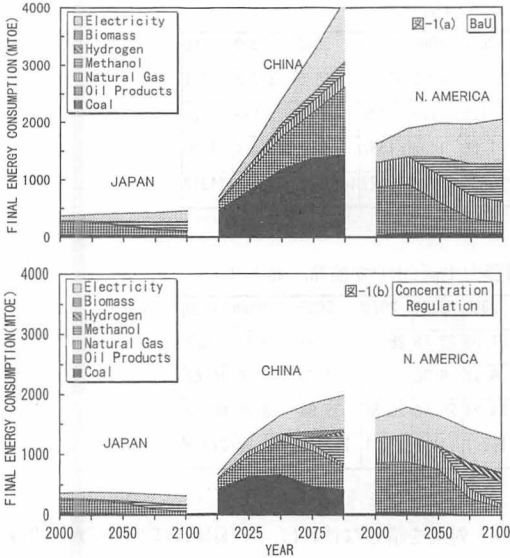 図-1(a) BaU
FINAL ENERGY CONSUMPTION(MTOE)
4000
3000
2000
1000
0
Electricity
Biomass
Hydrogen
Methanol
Natural Gas
Oil Products
Coal
JAPAN
CHINA
N. AMERICA
図-1(b) Concentration
Regulation
FINAL ENERGY CONSUMPTION(MTOE)
4000
3000
2000
1000
0
Electricity
Biomass
Hydrogen
Methanol
Natural Gas
Oil Products
Coal
JAPAN
CHINA
N. AMERICA
2000 2050 2100 2025 2075 2000 2050 2100
YEAR